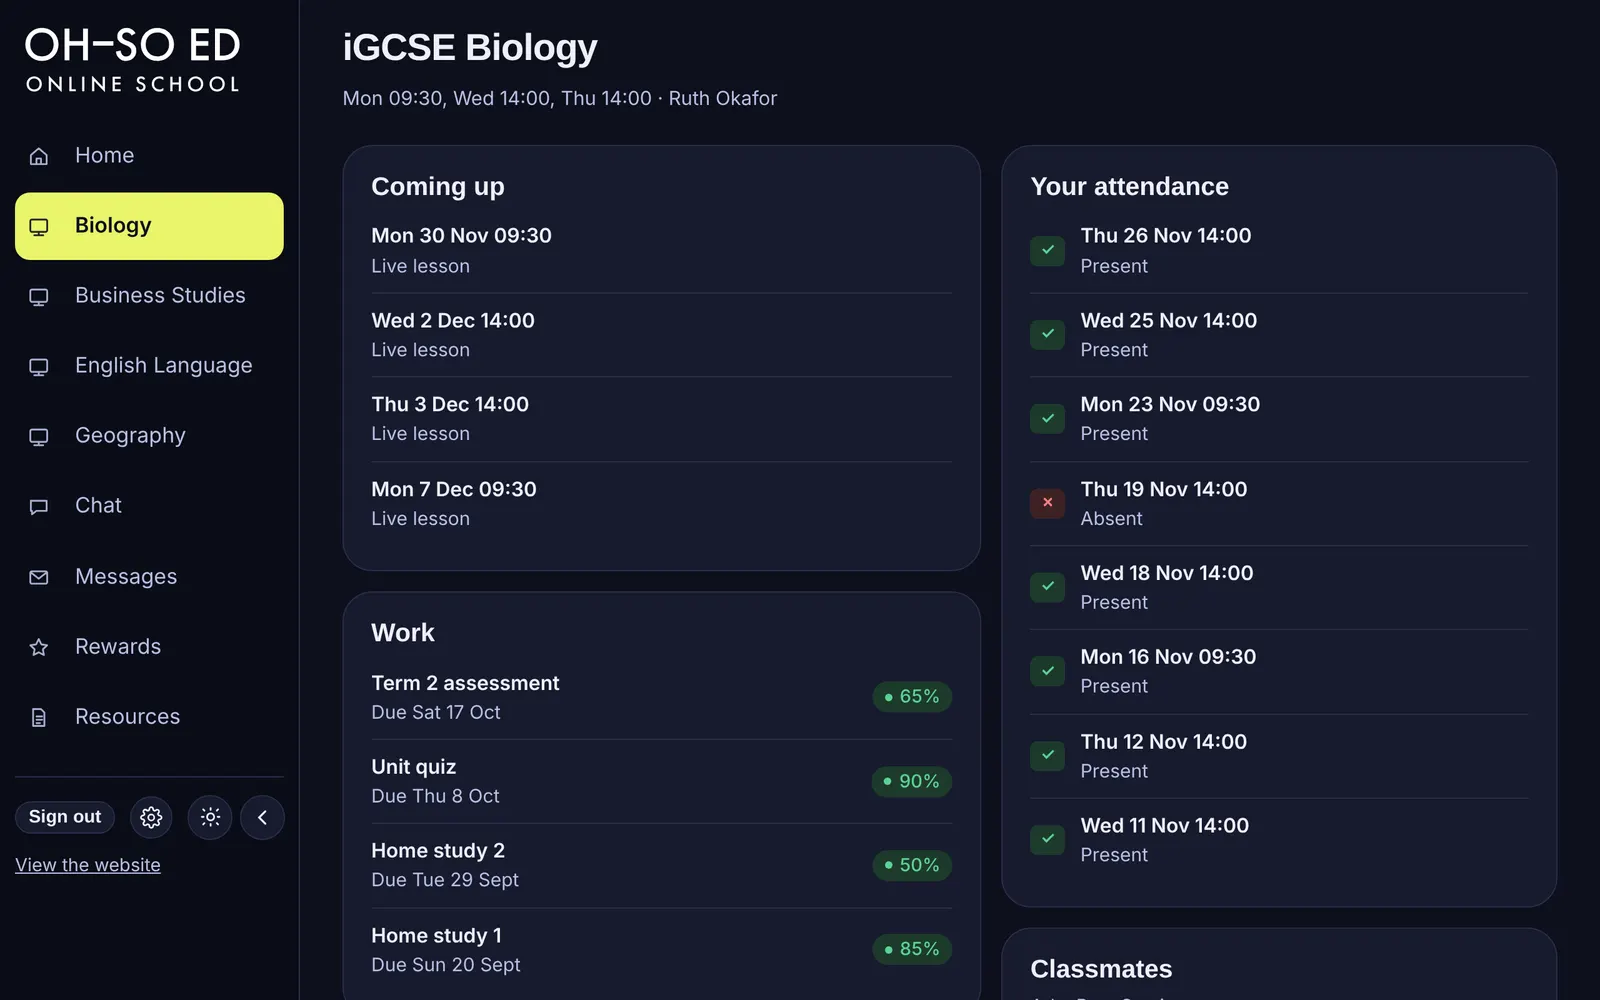 OH-SO ED
ONLINE SCHOOL
Home
Biology
Business Studies
English Language
Geography
Chat
Messages
Rewards
Resources
Sign out
View the website
iGCSE Biology
Mon 09:30, Wed 14:00, Thu 14:00 · Ruth Okafor
Coming up
Mon 30 Nov 09:30
Live lesson
Wed 2 Dec 14:00
Live lesson
Thu 3 Dec 14:00
Live lesson
Mon 7 Dec 09:30
Live lesson
Work
Term 2 assessment
Due Sat 17 Oct
65%
Unit quiz
Due Thu 8 Oct
90%
Home study 2
Due Tue 29 Sept
50%
Home study 1
Due Sun 20 Sept
85%
Your attendance
Thu 26 Nov 14:00
Present
Wed 25 Nov 14:00
Present
Mon 23 Nov 09:30
Present
Thu 19 Nov 14:00
Absent
Wed 18 Nov 14:00
Present
Mon 16 Nov 09:30
Present
Thu 12 Nov 14:00
Present
Wed 11 Nov 14:00
Present
Classmates